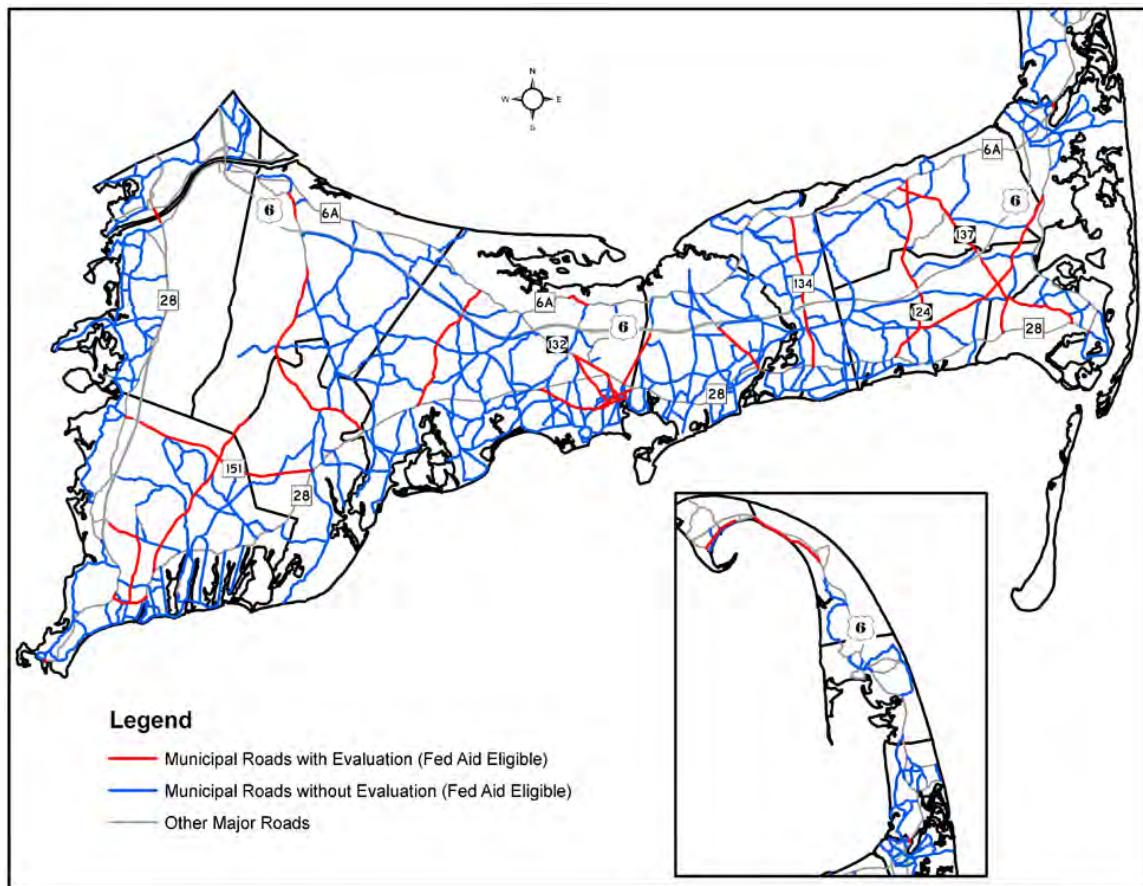 N
W E
S
6A
6
6
6A
137
28
134
6A
6
124
132
28
28
151
28
6
Legend
Municipal Roads with Evaluation (Fed Aid Eligible)
Municipal Roads without Evaluation (Fed Aid Eligible)
Other Major Roads